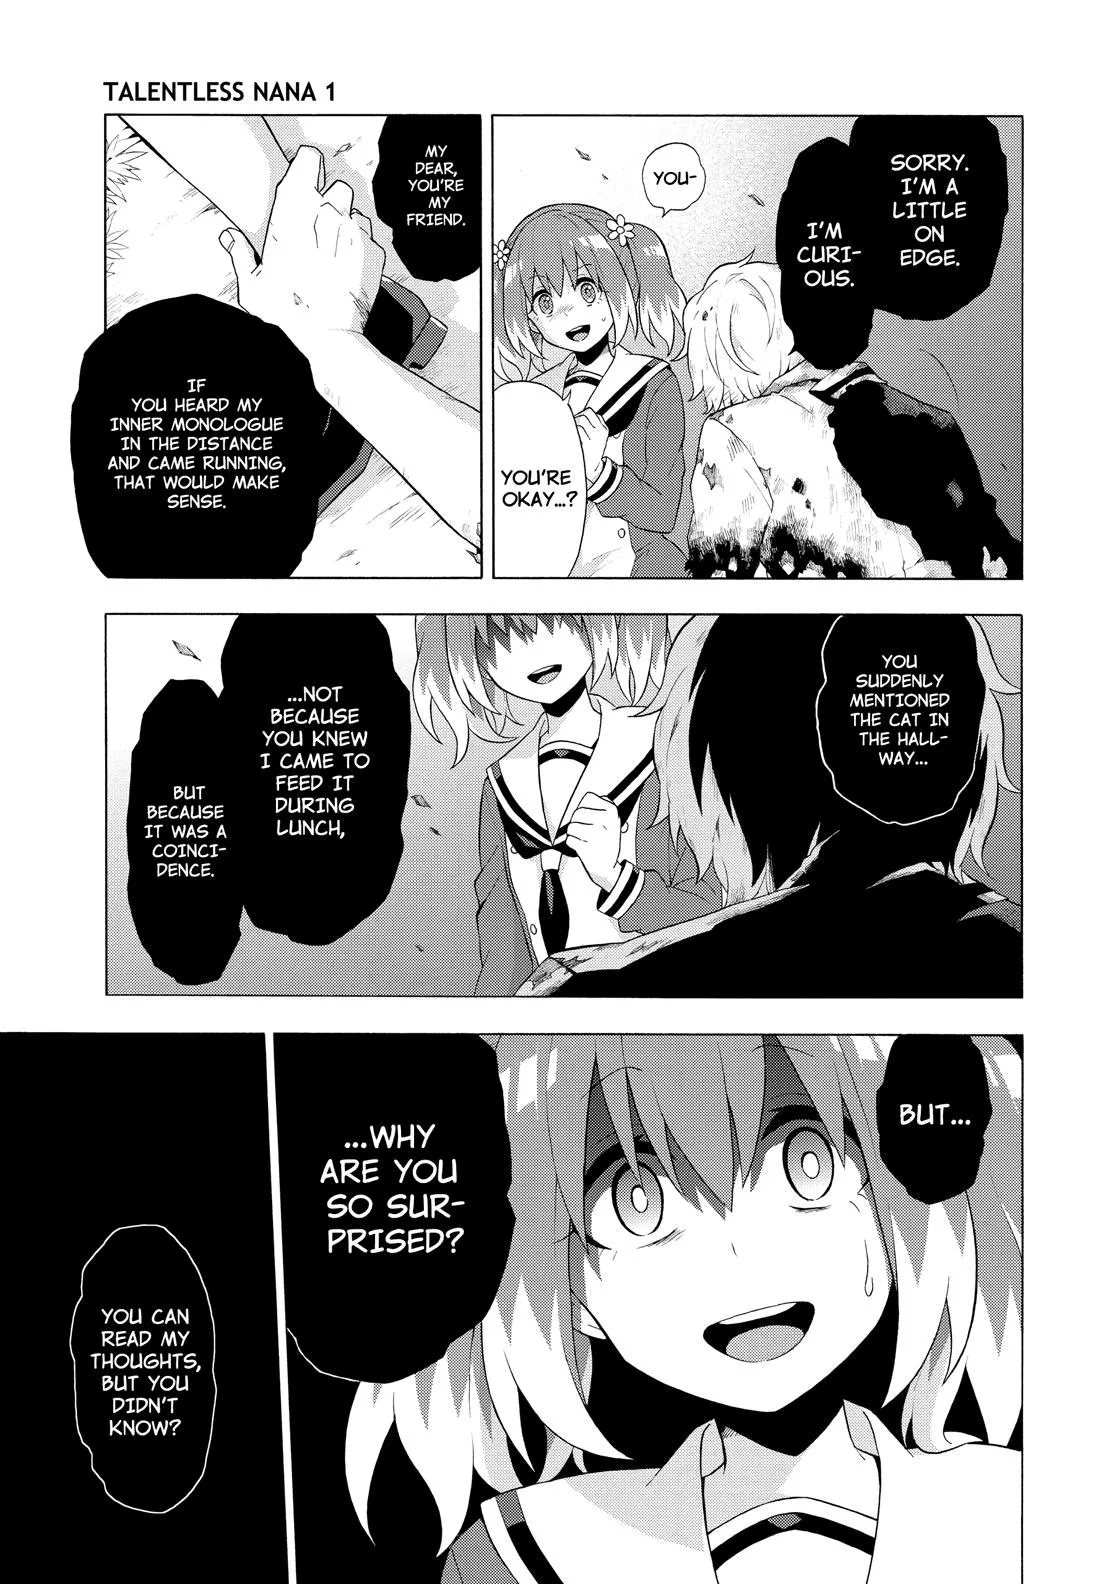 TALENTLESS NANA 1
SORRY.
I'M A
LITTLE
ON
EDGE.
I'M
CURI-
OUS.
YOU-
YOU'RE
OKAY...?
MY
DEAR,
YOU'RE
MY
FRIEND.
IF
YOU HEARD MY
INNER MONOLOGUE
IN THE DISTANCE
AND CAME RUNNING,
THAT WOULD MAKE
SENSE.
YOU
SUDDENLY
MENTIONED
THE CAT IN
THE HALL-
WAY...
...NOT
BECAUSE
YOU KNEW
I CAME TO
FEED IT
DURING
LUNCH,
BUT
BECAUSE
IT WAS A
COINCI-
DENCE.
BUT...
...WHY
ARE YOU
SO SUR-
PRISED?
YOU CAN
READ MY
THOUGHTS,
BUT YOU
DIDN'T
KNOW?